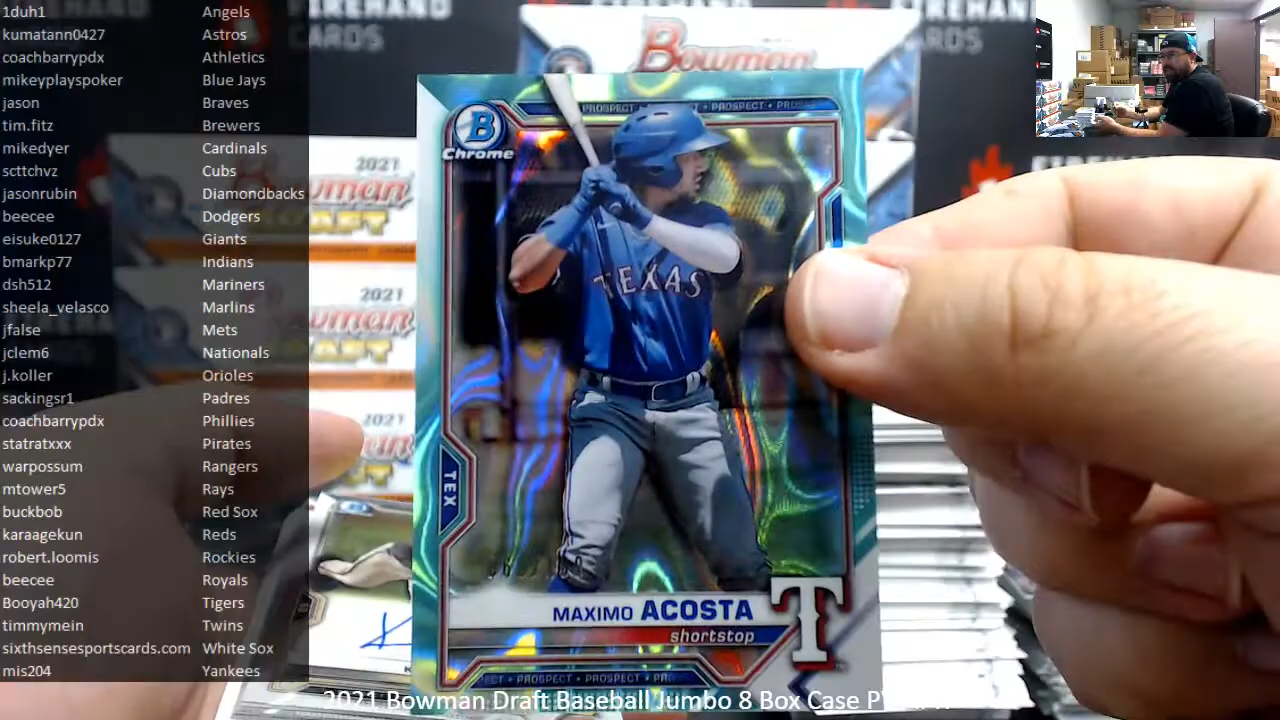 1duh1 Angels
kumatann0427 Astros
coachbarrypdx Athletics
mikeyplayspoker Blue Jays
jason Braves
tim.fitz Brewers
mikedyer Cardinals
scttchvz Cubs
jasonrubin Diamondbacks
beecee Dodgers
eisuke0127 Giants
bmarkp77 Indians
dsh512 Mariners
sheela_velasco Marlins
jfalse Mets
jclem6 Nationals
j.koller Orioles
sackingsr1 Padres
coachbarrypdx Phillies
statratxxx Pirates
warpossum Rangers
mtower5 Rays
buckbob Red Sox
karaagekun Reds
robert.loomis Rockies
beecee Royals
Booyah420 Tigers
timmymein Twins
sixthsensesportscards.com White Sox
mis204 Yankees
FIREHAND
CARDS
Bowman
2021
2021
2021
PROSPECT • PROSPECT • PROSPECT
B
Chrome
TEXAS
TEX
MAXIMO ACOSTA
shortstop
T
PROSPECT • PROSPECT
2021 Bowman Draft Baseball Jumbo 8 Box Case